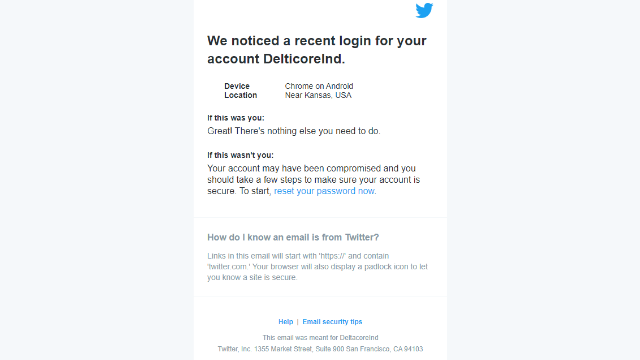 We noticed a recent login for your
account DelticoreInd.
Device Chrome on Android
Location Near Kansas, USA
If this was you:
Great! There's nothing else you need to do.
If this wasn't you:
Your account may have been compromised and you
should take a few steps to make sure your account is
secure. To start, reset your password now.
How do I know an email is from Twitter?
Links in this email will start with 'https://' and contain
'twitter.com.' Your browser will also display a padlock icon to let
you know a site is secure.
Help | Email security tips
This email was meant for DeltacoreInd
Twitter, Inc. 1355 Market Street, Suite 900 San Francisco, CA 94103